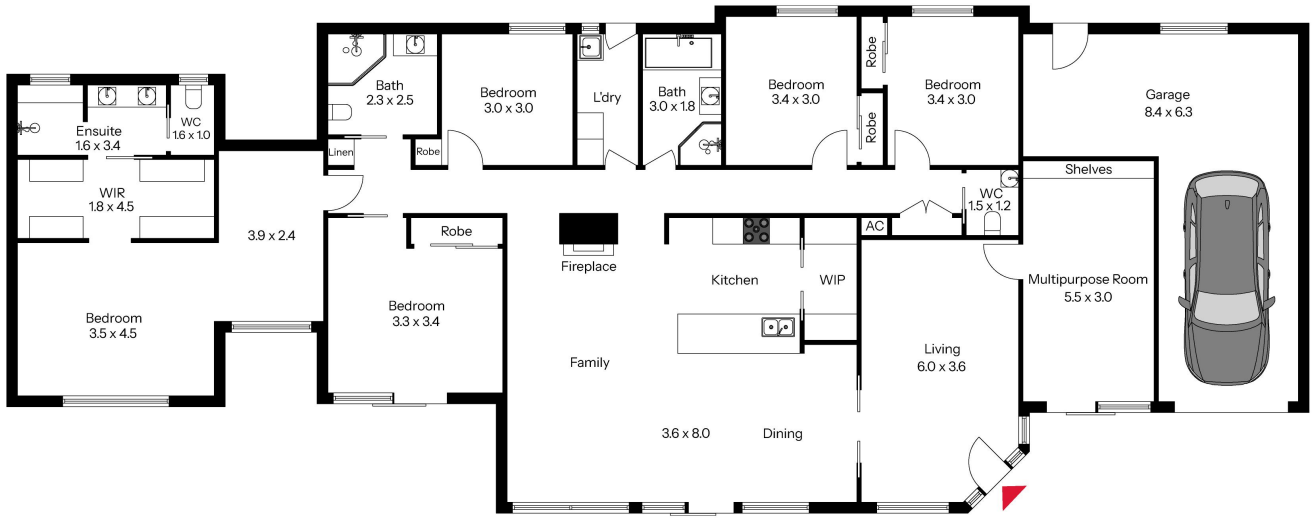 Bath
2.3 x 2.5
Linen
Robe
Bedroom
3.0 x 3.0
L'dry
Bath
3.0 x 1.8
Bedroom
3.4 x 3.0
Robe
Robe
Bedroom
3.4 x 3.0
Garage
8.4 x 6.3
Ensuite
1.6 x 3.4
WC
1.6 x 1.0
WIR
1.8 x 4.5
3.9 x 2.4
Bedroom
3.5 x 4.5
Robe
Bedroom
3.3 x 3.4
Fireplace
Family
Kitchen
WIP
3.6 x 8.0
Dining
AC
WC
1.5 x 1.2
Shelves
Multipurpose Room
5.5 x 3.0
Living
6.0 x 3.6